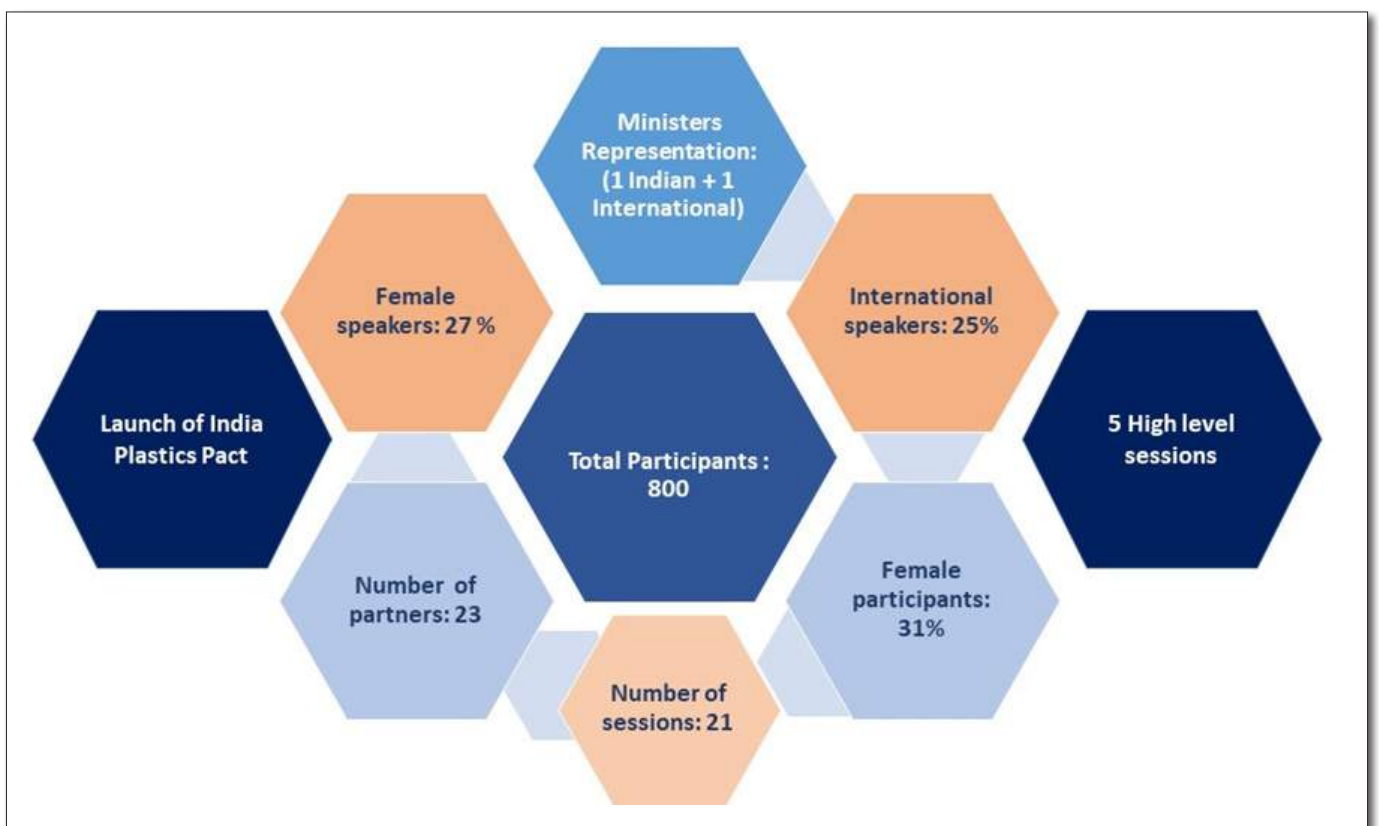 Ministers
Representation:
(1 Indian + 1
International)
Female
speakers: 27 %
International
speakers: 25%
Launch of India
Plastics Pact
Total Participants :
800
5 High level
sessions
Number of
partners: 23
Female
participants:
31%
Number of
sessions: 21